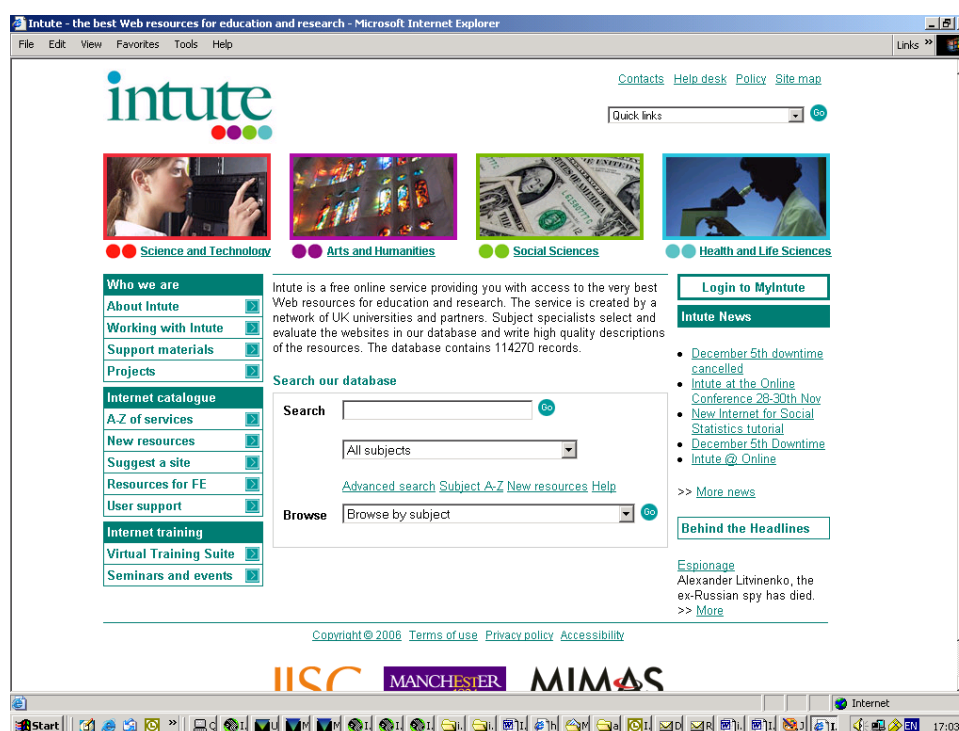 Intute - the best Web resources for education and research - Microsoft Internet Explorer
File Edit View Favorites Tools Help
Links »
intute
Contacts Help desk Policy Site map
Quick links
Go
Science and Technology
Arts and Humanities
Social Sciences
Health and Life Sciences
Who we are
About Intute
Working with Intute
Support materials
Projects
Internet catalogue
A-Z of services
New resources
Suggest a site
Resources for FE
User support
Internet training
Virtual Training Suite
Seminars and events
Intute is a free online service providing you with access to the very best
Web resources for education and research. The service is created by a
network of UK universities and partners. Subject specialists select and
evaluate the websites in our database and write high quality descriptions
of the resources. The database contains 114270 records.
Search our database
Search
Go
All subjects
Advanced search Subject A-Z New resources Help
Browse Browse by subject
Go
Login to MyIntute
Intute News
December 5th downtime
cancelled
Intute at the Online
Conference 28-30th Nov
New Internet for Social
Statistics tutorial
December 5th Downtime
Intute @ Online
>> More news
Behind the Headlines
Espionage
Alexander Litvinenko, the
ex-Russian spy has died.
>> More
Copyright © 2006 Terms of use Privacy policy Accessibility
JISC
MANCHESTER
MIMAS
Internet
Start
EN 17:03